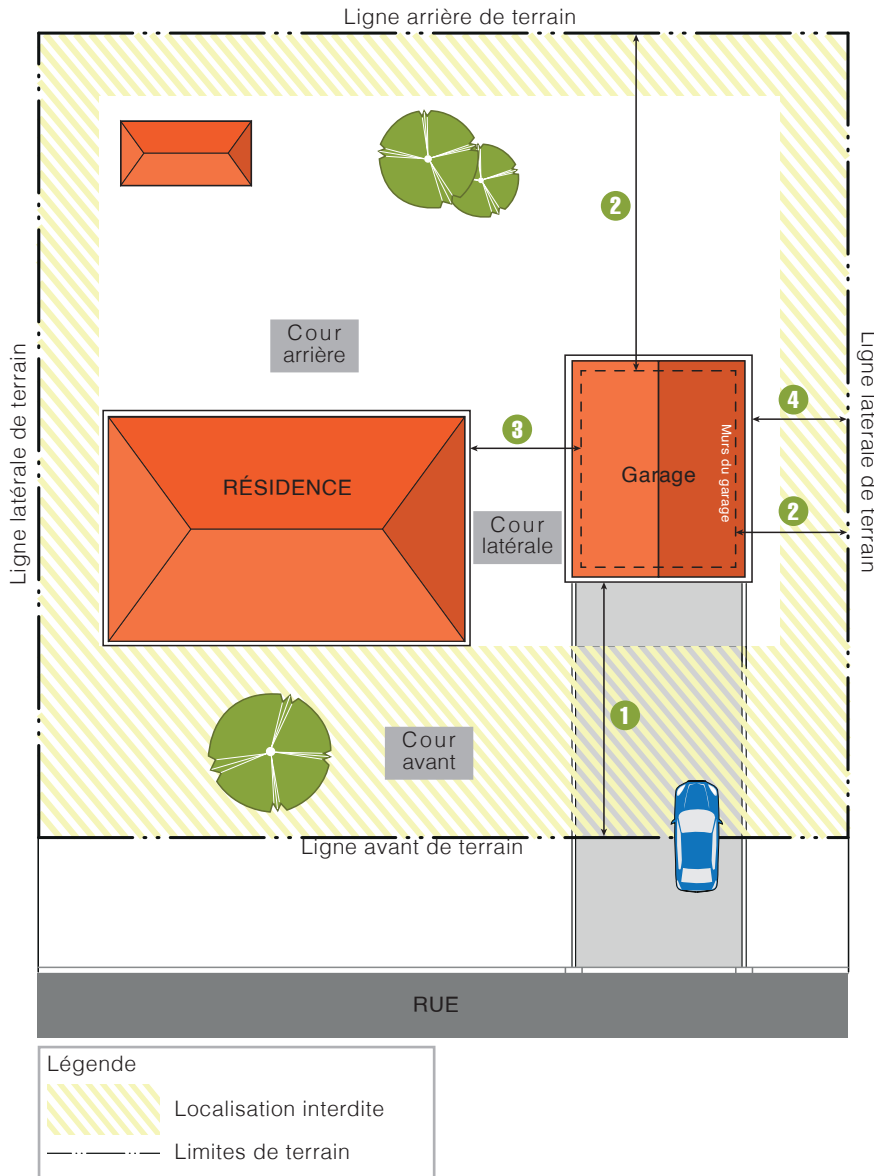 Ligne arrière de terrain
2
Cour
arrière
Ligne latérale de terrain
Ligne latérale de terrain
4
3
Murs du garage
RÉSIDENCE
Garage
2
Cour
latérale
1
Cour
avant
Ligne avant de terrain
RUE
Légende
Localisation interdite
Limites de terrain